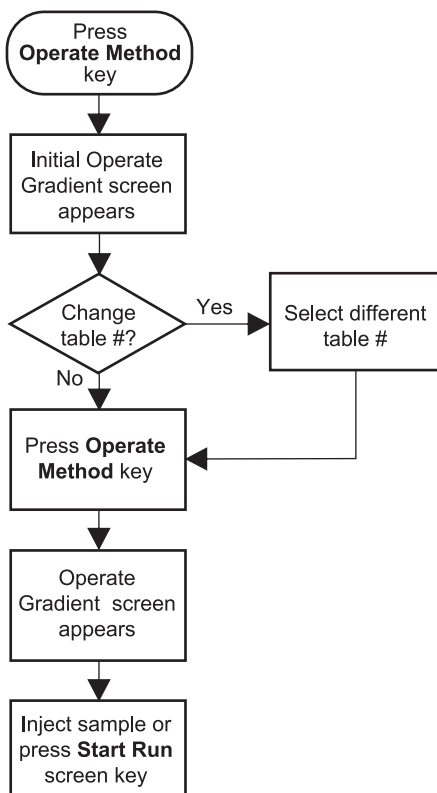 Press
Operate Method
key
Initial Operate
Gradient screen
appears
Change
table #?
Yes
Select different
table #
No
Press Operate
Method key
Operate
Gradient screen
appears
Inject sample or
press Start Run
screen key